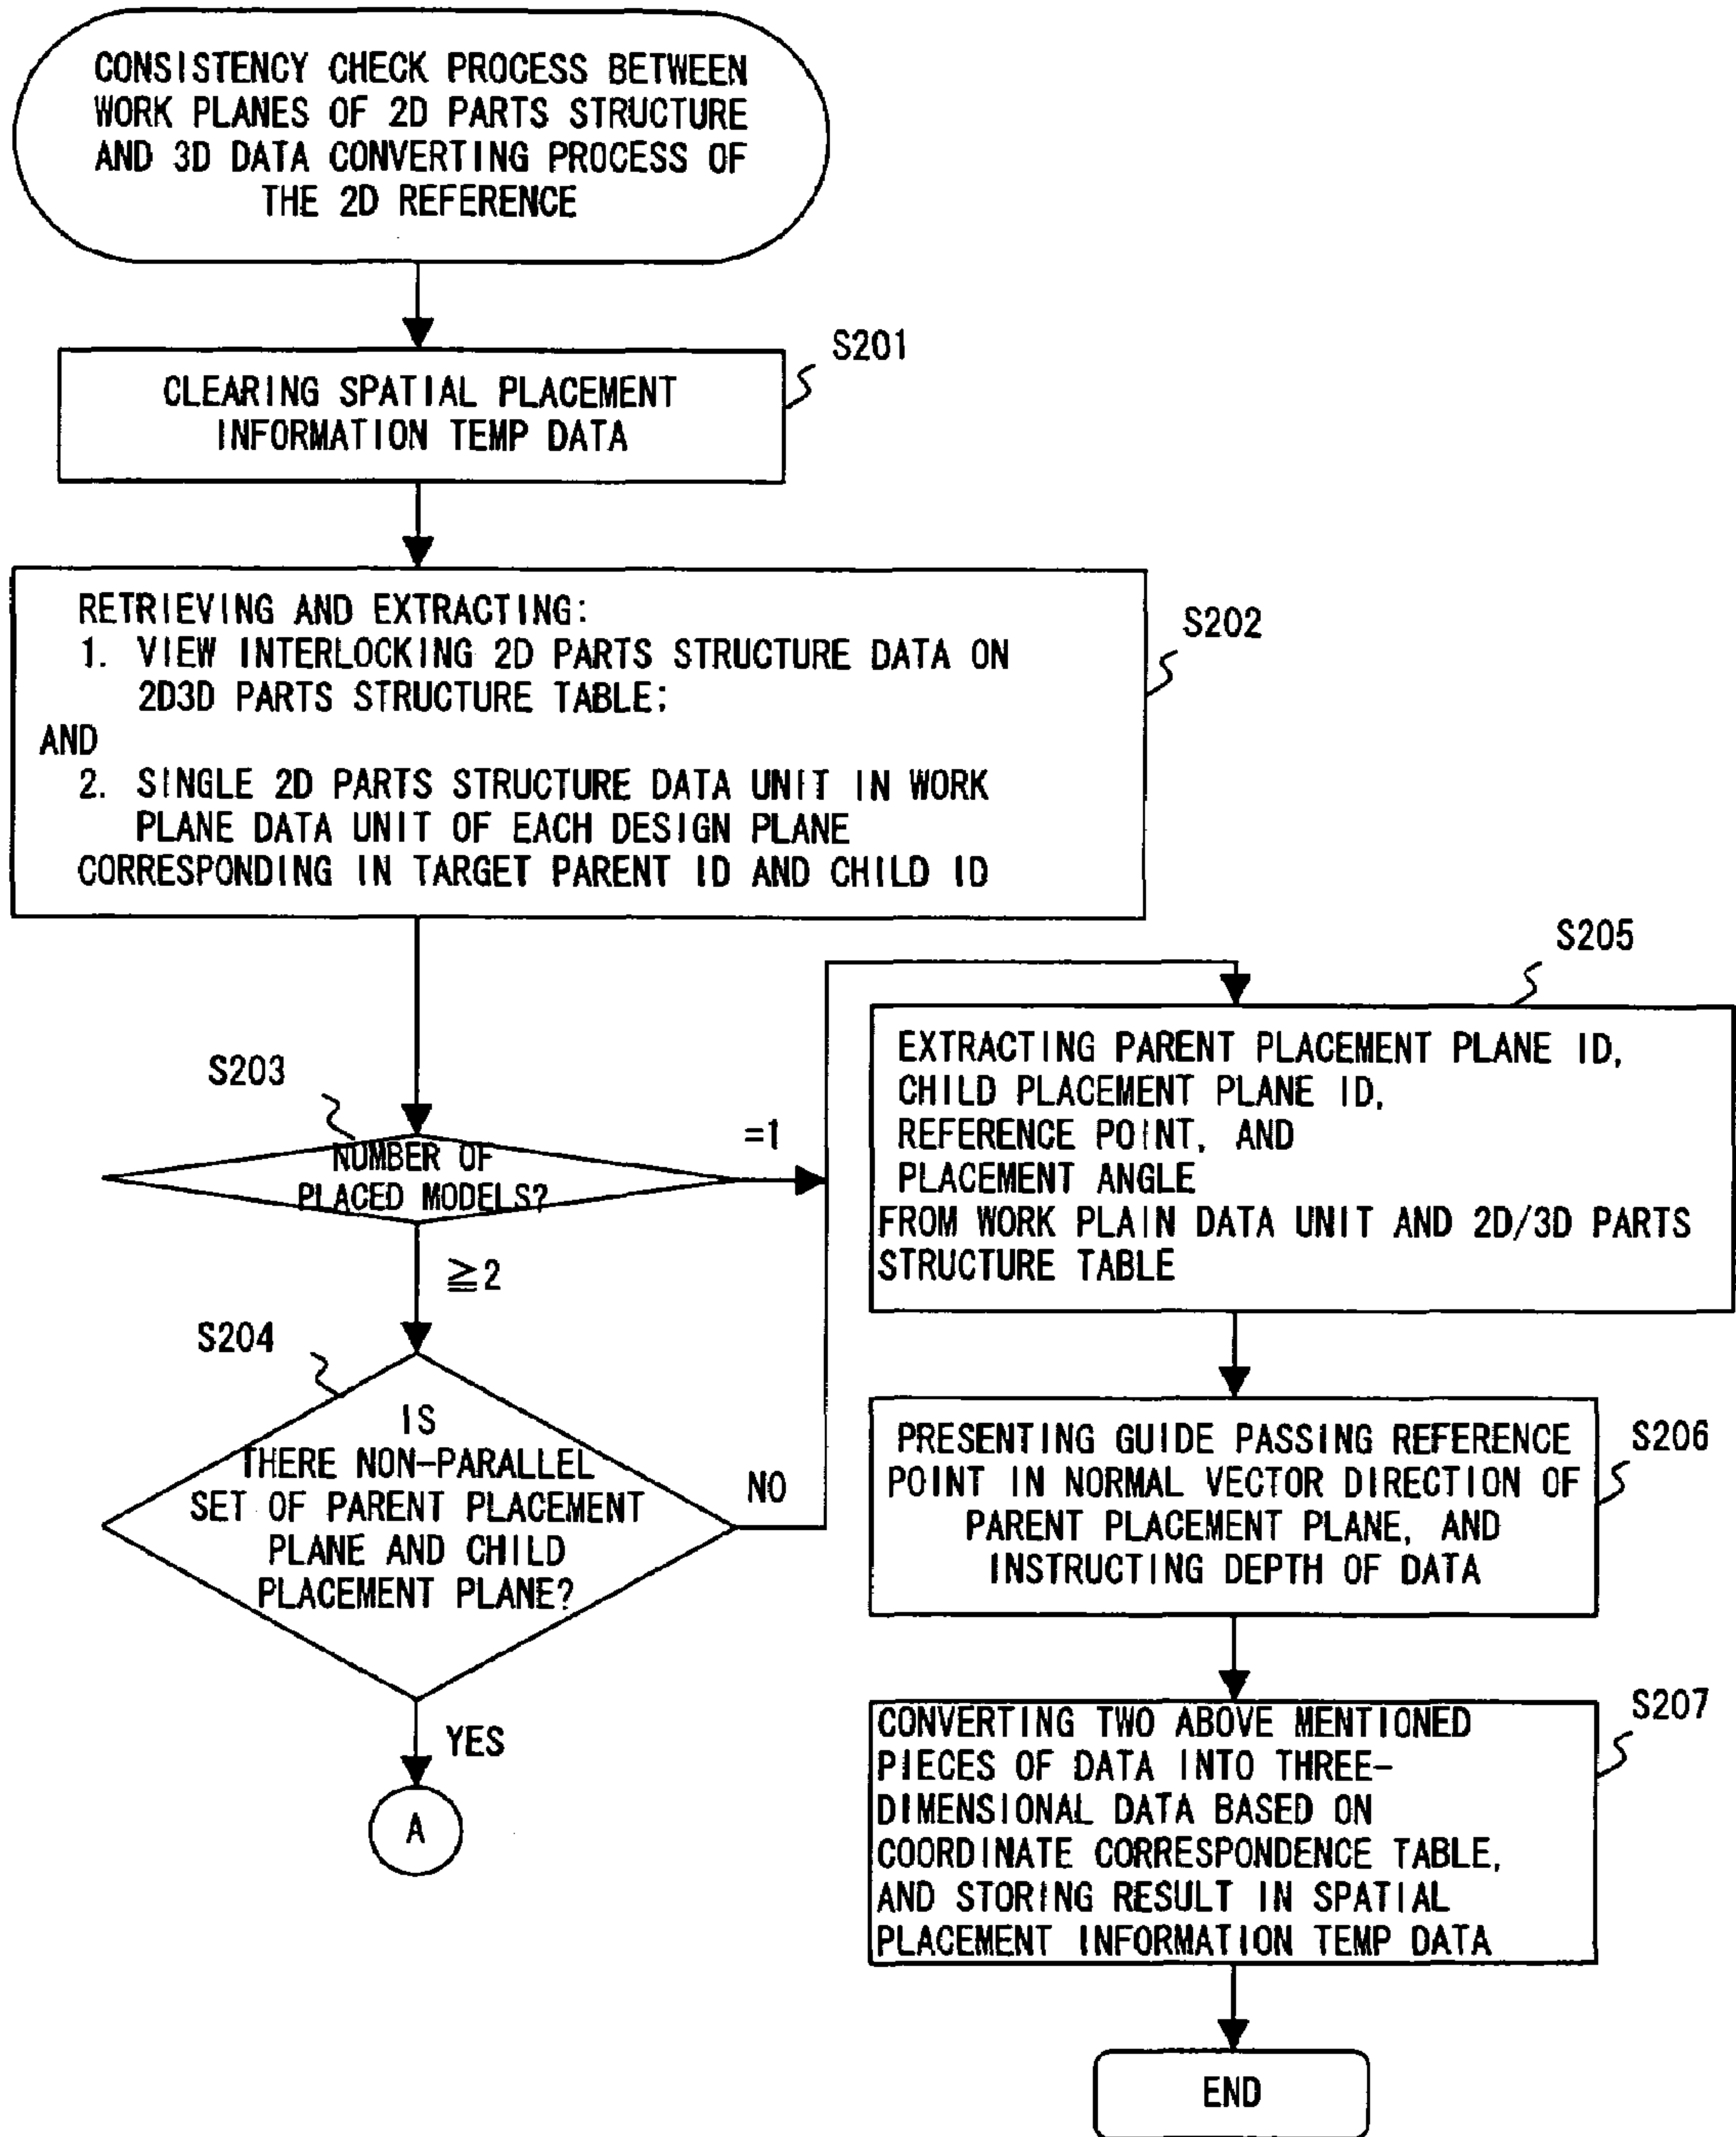 CONSISTENCY CHECK PROCESS BETWEEN
WORK PLANES OF 2D PARTS STRUCTURE
AND 3D DATA CONVERTING PROCESS OF
THE 2D REFERENCE
S201
CLEARING SPATIAL PLACEMENT
INFORMATION TEMP DATA
S202
RETRIEVING AND EXTRACTING:
1. VIEW INTERLOCKING 2D PARTS STRUCTURE DATA ON
2D3D PARTS STRUCTURE TABLE;
AND
2. SINGLE 2D PARTS STRUCTURE DATA UNIT IN WORK
PLANE DATA UNIT OF EACH DESIGN PLANE
CORRESPONDING IN TARGET PARENT ID AND CHILD ID
S203
NUMBER OF
PLACED MODELS?
=1
≧2
S204
IS
THERE NON-PARALLEL
SET OF PARENT PLACEMENT
PLANE AND CHILD
PLACEMENT PLANE?
NO
YES
A
S205
EXTRACTING PARENT PLACEMENT PLANE ID,
CHILD PLACEMENT PLANE ID,
REFERENCE POINT, AND
PLACEMENT ANGLE
FROM WORK PLAIN DATA UNIT AND 2D/3D PARTS
STRUCTURE TABLE
S206
PRESENTING GUIDE PASSING REFERENCE
POINT IN NORMAL VECTOR DIRECTION OF
PARENT PLACEMENT PLANE, AND
INSTRUCTING DEPTH OF DATA
S207
CONVERTING TWO ABOVE MENTIONED
PIECES OF DATA INTO THREE-
DIMENSIONAL DATA BASED ON
COORDINATE CORRESPONDENCE TABLE,
AND STORING RESULT IN SPATIAL
PLACEMENT INFORMATION TEMP DATA
END